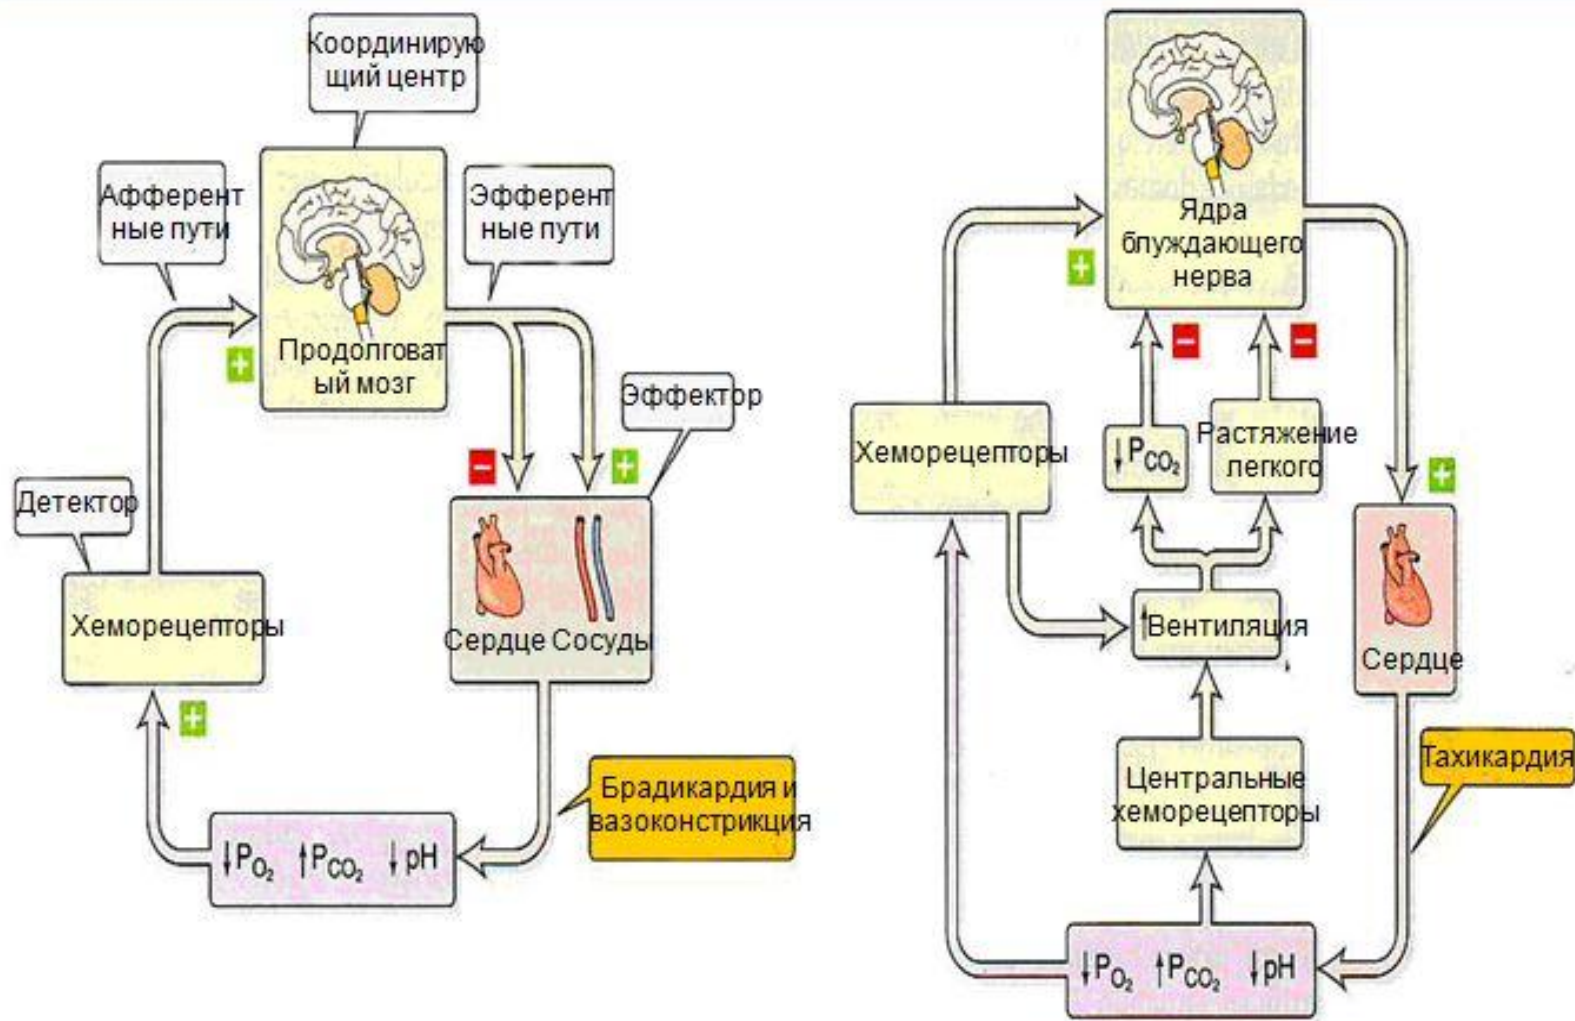 Координирую
щий центр
Афферент
ные пути
Эфферент
ные пути
+
Продолговат
ый мозг
Эффектор
−
+
Детектор
Хеморецепторы
Сердце Сосуды
+
Брадикардия и
вазоконстрикция
↓PO₂ ↑PCO₂ ↓pH
Ядра
блуждающего
нерва
+
−
−
Хеморецепторы
↓PCO₂
Растяжение
легкого
+
↑Вентиляция
Сердце
Центральные
хеморецепторы
Тахикардия
↓PO₂ ↑PCO₂ ↓pH